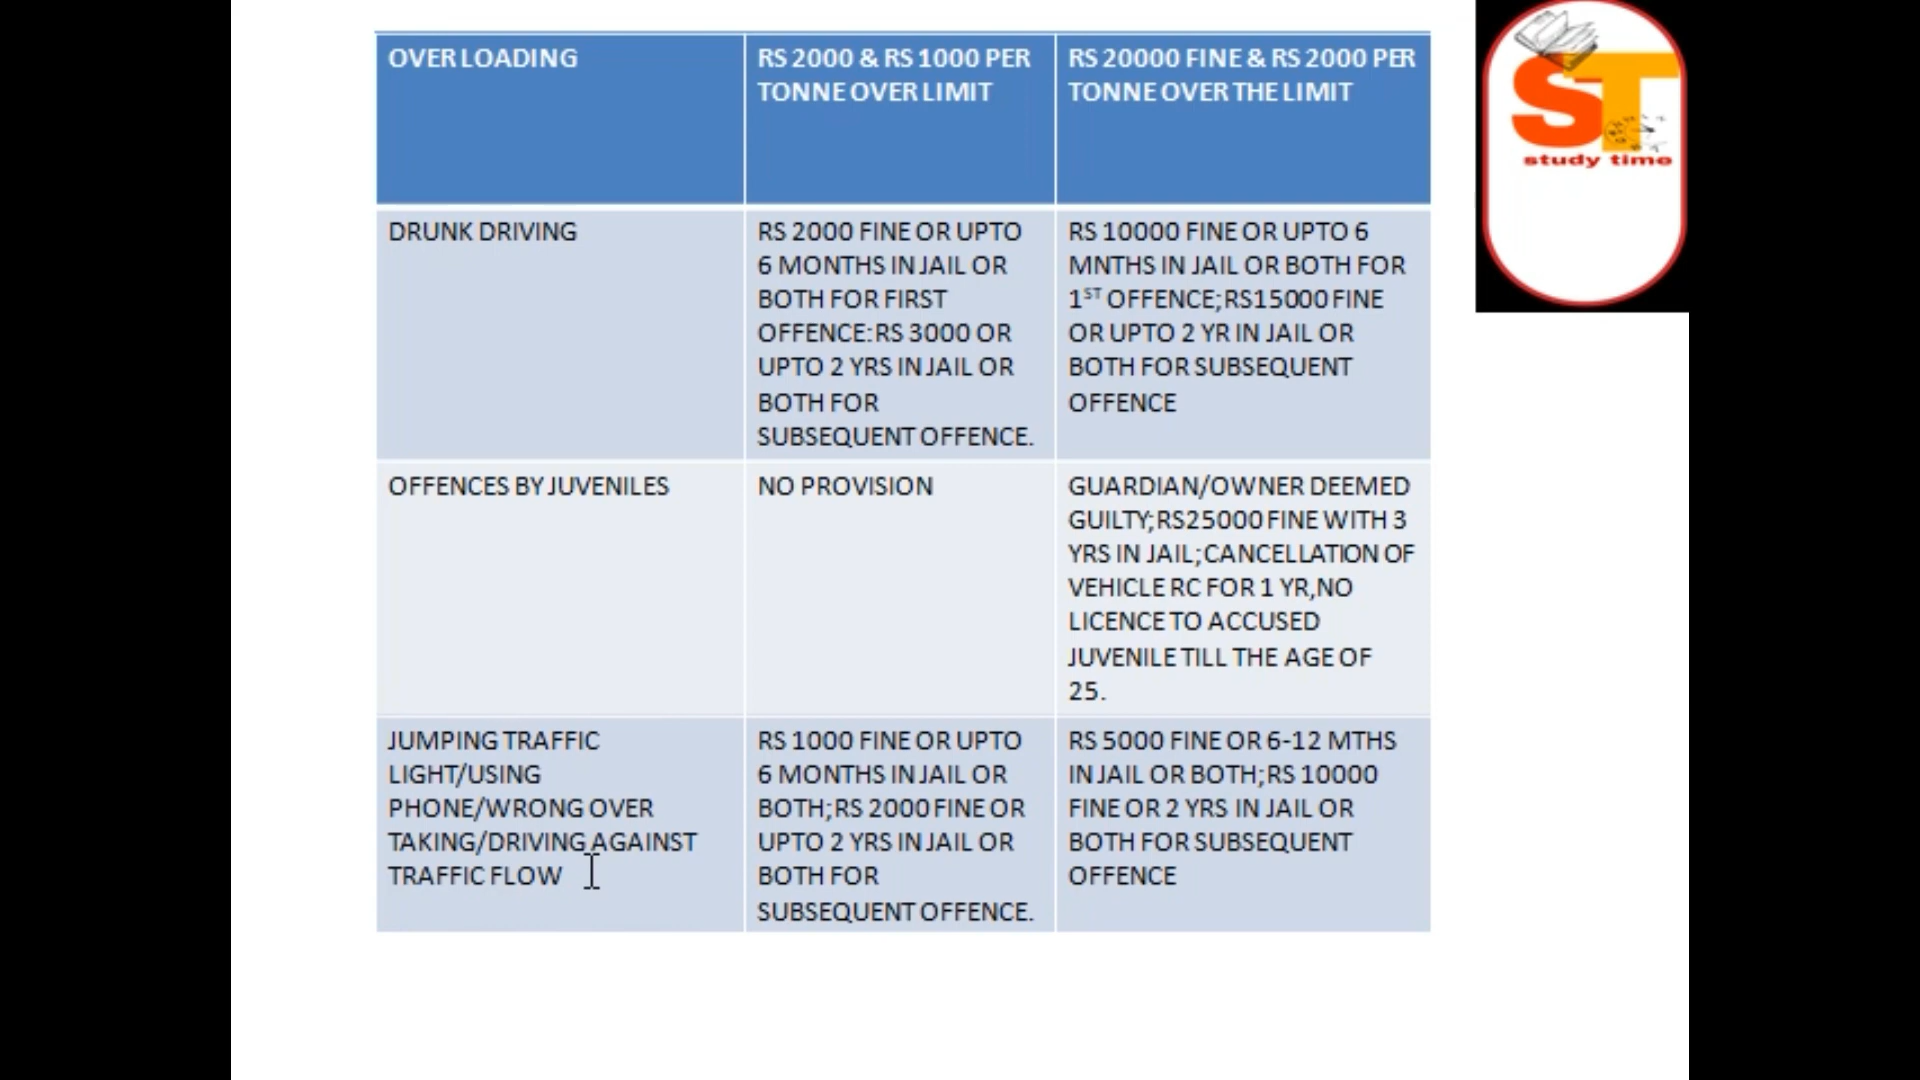 OVER LOADING
RS 2000 & RS 1000 PER
TONNE OVER LIMIT
RS 20000 FINE & RS 2000 PER
TONNE OVER THE LIMIT
DRUNK DRIVING
RS 2000 FINE OR UPTO
6 MONTHS IN JAIL OR
BOTH FOR FIRST
OFFENCE:RS 3000 OR
UPTO 2 YRS IN JAIL OR
BOTH FOR
SUBSEQUENT OFFENCE.
RS 10000 FINE OR UPTO 6
MNTHS IN JAIL OR BOTH FOR
1ST OFFENCE;RS15000 FINE
OR UPTO 2 YR IN JAIL OR
BOTH FOR SUBSEQUENT
OFFENCE
OFFENCES BY JUVENILES
NO PROVISION
GUARDIAN/OWNER DEEMED
GUILTY;RS25000 FINE WITH 3
YRS IN JAIL;CANCELLATION OF
VEHICLE RC FOR 1 YR,NO
LICENCE TO ACCUSED
JUVENILE TILL THE AGE OF
25.
JUMPING TRAFFIC
LIGHT/USING
PHONE/WRONG OVER
TAKING/DRIVING AGAINST
TRAFFIC FLOW
RS 1000 FINE OR UPTO
6 MONTHS IN JAIL OR
BOTH;RS 2000 FINE OR
UPTO 2 YRS IN JAIL OR
BOTH FOR
SUBSEQUENT OFFENCE.
RS 5000 FINE OR 6-12 MTHS
IN JAIL OR BOTH;RS 10000
FINE OR 2 YRS IN JAIL OR
BOTH FOR SUBSEQUENT
OFFENCE
ST
study time